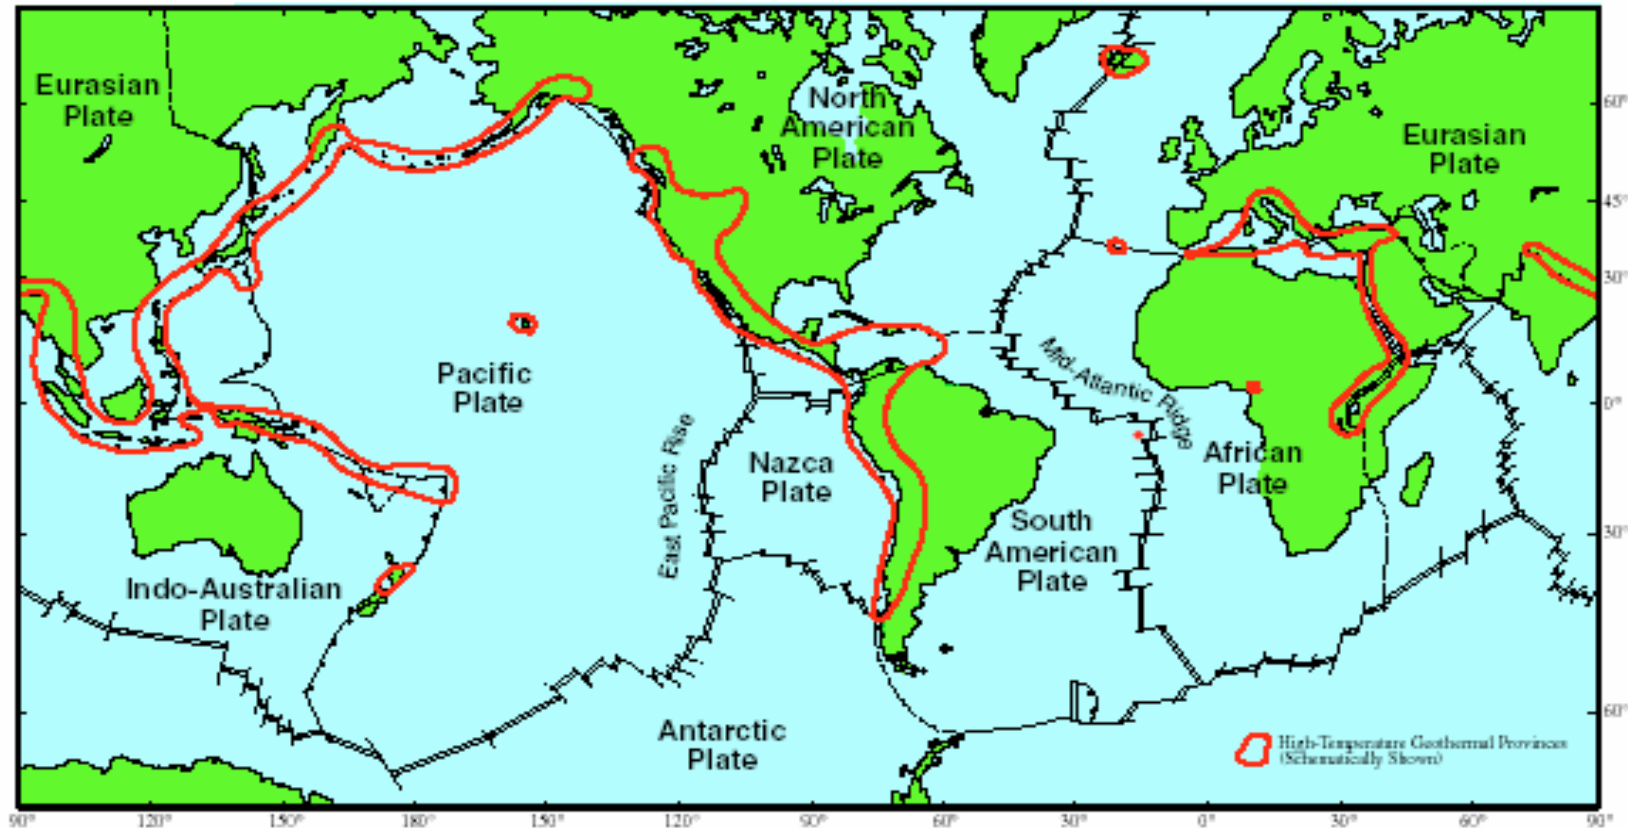 Eurasian
Plate
North
American
Plate
Eurasian
Plate
60°
45°
30°
Mid-Atlantic Ridge
Pacific
Plate
0°
East Pacific Rise
Nazca
Plate
African
Plate
South
American
Plate
30°
Indo-Australian
Plate
60°
Antarctic
Plate
High-Temperature Geothermal Provinces
(Schematically Shown)
90° 120° 150° 180° 150° 120° 90° 60° 30° 0° 30° 60° 90°